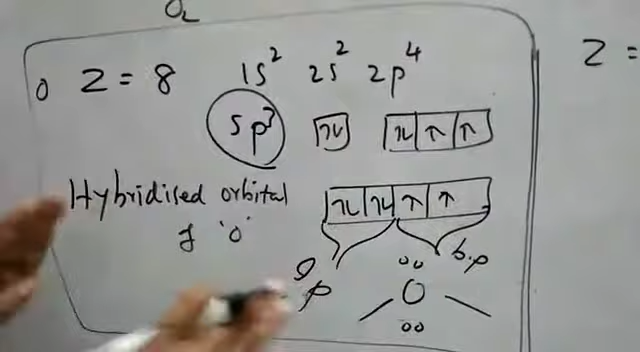 O2
O Z = 8 1s² 2s² 2p⁴
Z =
sp³ ⥮ ⥮ ↿ ↿
Hybridised orbital ⥮ ⥮ ↿ ↿
of 'O'
l p b.p
O